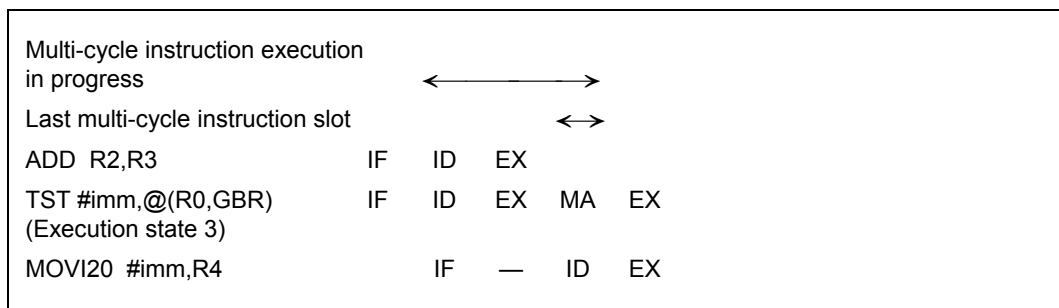 Multi-cycle instruction execution
in progress
Last multi-cycle instruction slot
ADD R2,R3 IF ID EX
TST #imm,@(R0,GBR) IF ID EX MA EX
(Execution state 3)
MOVI20 #imm,R4 IF — ID EX